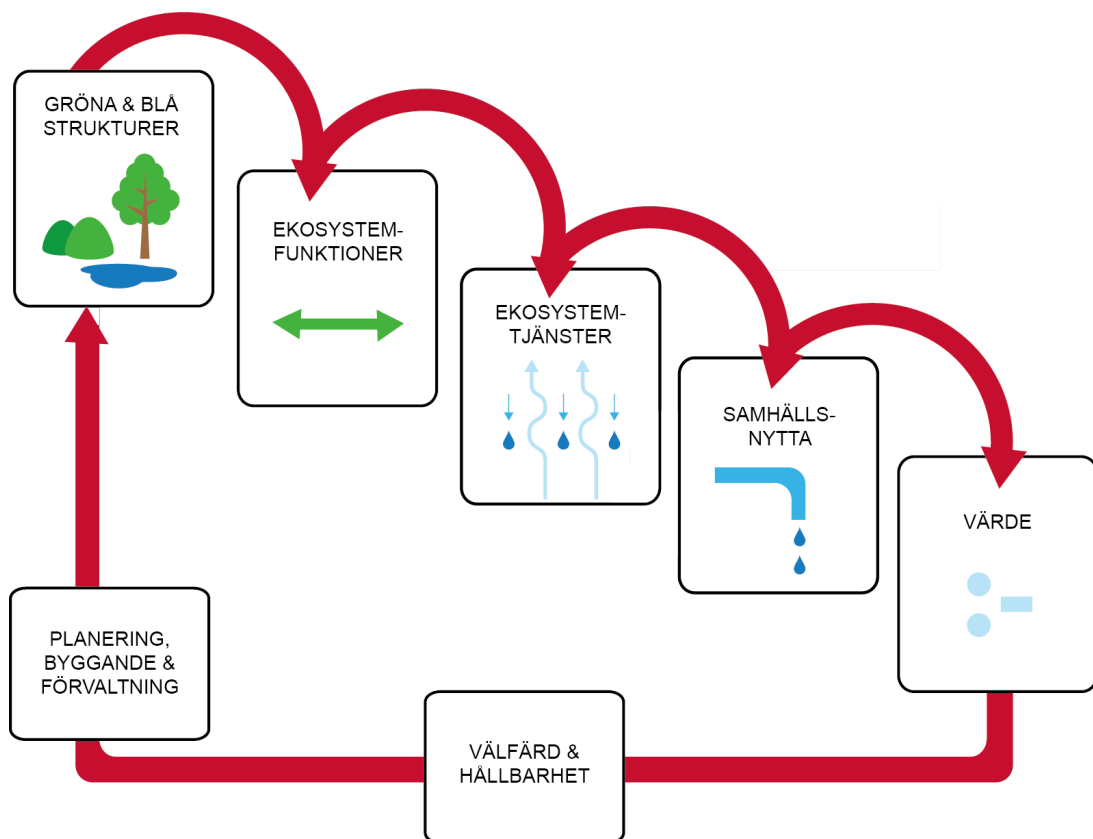 GRÖNA & BLÅ
STRUKTURER
EKOSYSTEM-
FUNKTIONER
EKOSYSTEM-
TJÄNSTER
SAMHÄLLS-
NYTTA
VÄRDE
PLANERING,
BYGGANDE &
FÖRVALTNING
VÄLFÄRD &
HÅLLBARHET